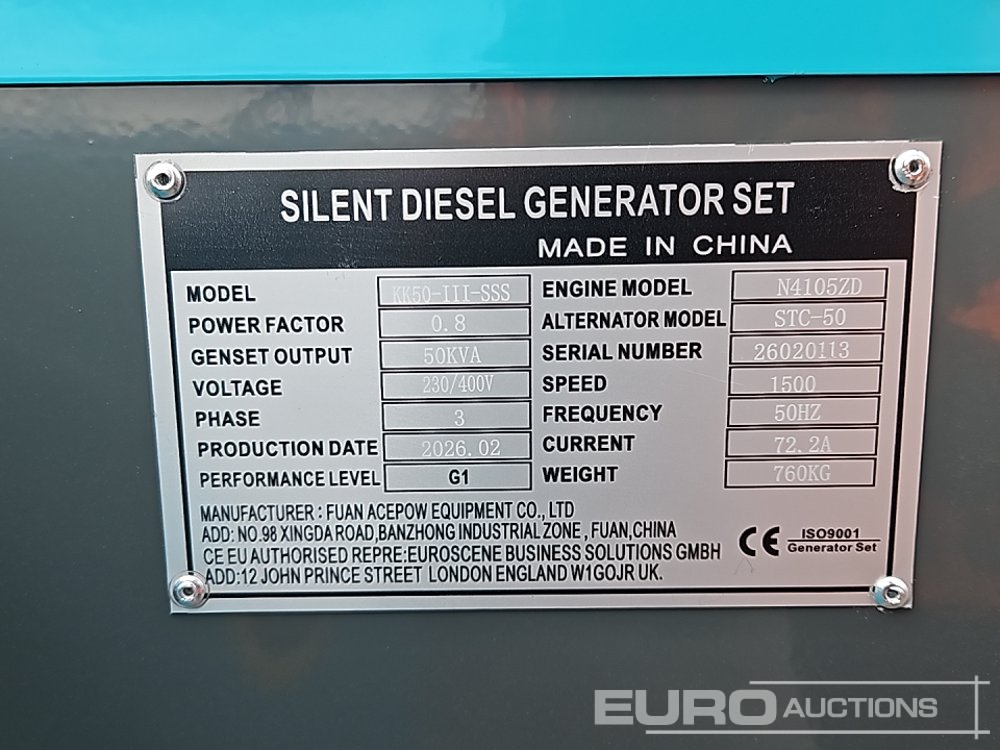 SILENT DIESEL GENERATOR SET
MADE IN CHINA
MODEL KK50-III-SSS
POWER FACTOR 0.8
GENSET OUTPUT 50KVA
VOLTAGE 230/400V
PHASE 3
PRODUCTION DATE 2026.02
PERFORMANCE LEVEL G1
ENGINE MODEL N4105ZD
ALTERNATOR MODEL STC-50
SERIAL NUMBER 26020113
SPEED 1500
FREQUENCY 50HZ
CURRENT 72.2A
WEIGHT 760KG
MANUFACTURER : FUAN ACEPOW EQUIPMENT CO., LTD
ADD: NO.98 XINGDA ROAD,BANZHONG INDUSTRIAL ZONE , FUAN,CHINA
CE EU AUTHORISED REPRE:EUROSCENE BUSINESS SOLUTIONS GMBH
ADD:12 JOHN PRINCE STREET LONDON ENGLAND W1GOJR UK.
CE
ISO9001
Generator Set
EURO AUCTIONS